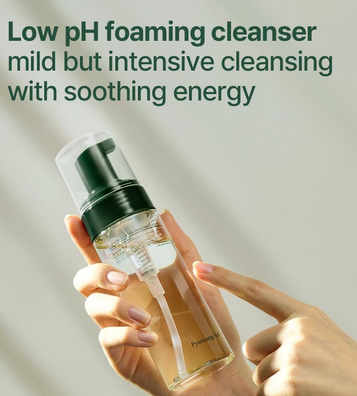 Low pH foaming cleanser
mild but intensive cleansing
with soothing energy